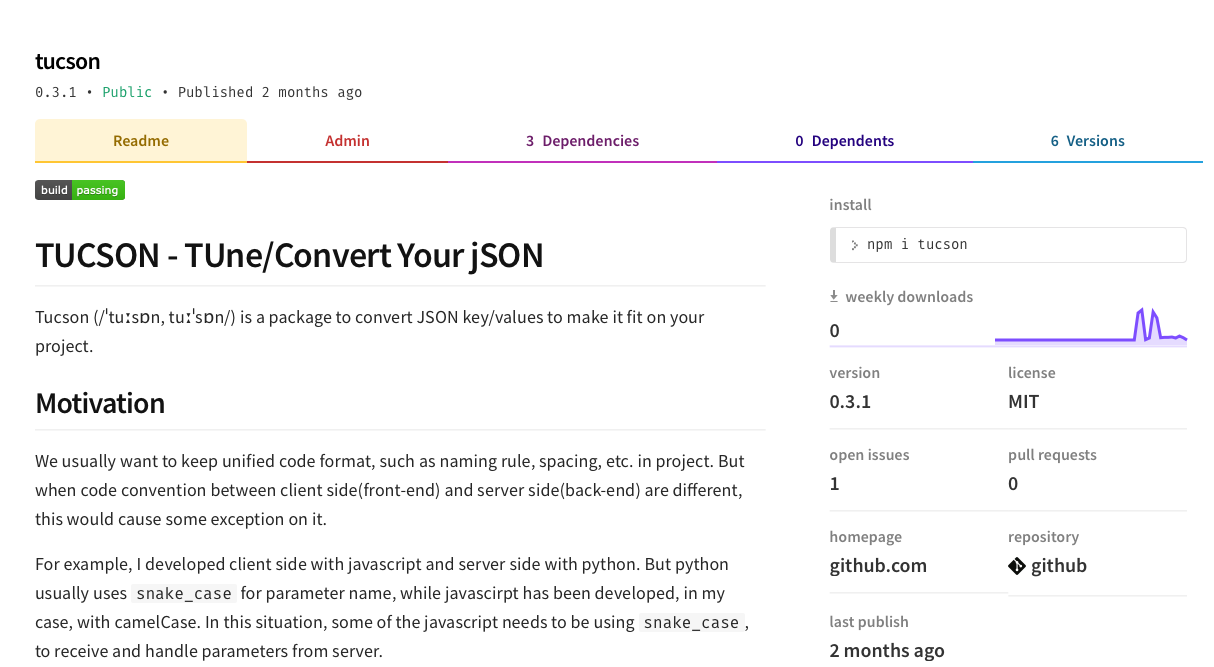 tucson
0.3.1 • Public • Published 2 months ago
Readme
Admin
3 Dependencies
0 Dependents
6 Versions
build passing
TUCSON - TUne/Convert Your jSON
Tucson (/ˈtuːsɒn, tuːˈsɒn/) is a package to convert JSON key/values to make it fit on your
project.
Motivation
We usually want to keep unified code format, such as naming rule, spacing, etc. in project. But
when code convention between client side(front-end) and server side(back-end) are different,
this would cause some exception on it.
For example, I developed client side with javascript and server side with python. But python
usually uses snake_case for parameter name, while javascirpt has been developed, in my
case, with camelCase. In this situation, some of the javascript needs to be using snake_case,
to receive and handle parameters from server.
install
npm i tucson
weekly downloads
0
version
license
0.3.1
MIT
open issues
pull requests
1
0
homepage
repository
github.com
github
last publish
2 months ago